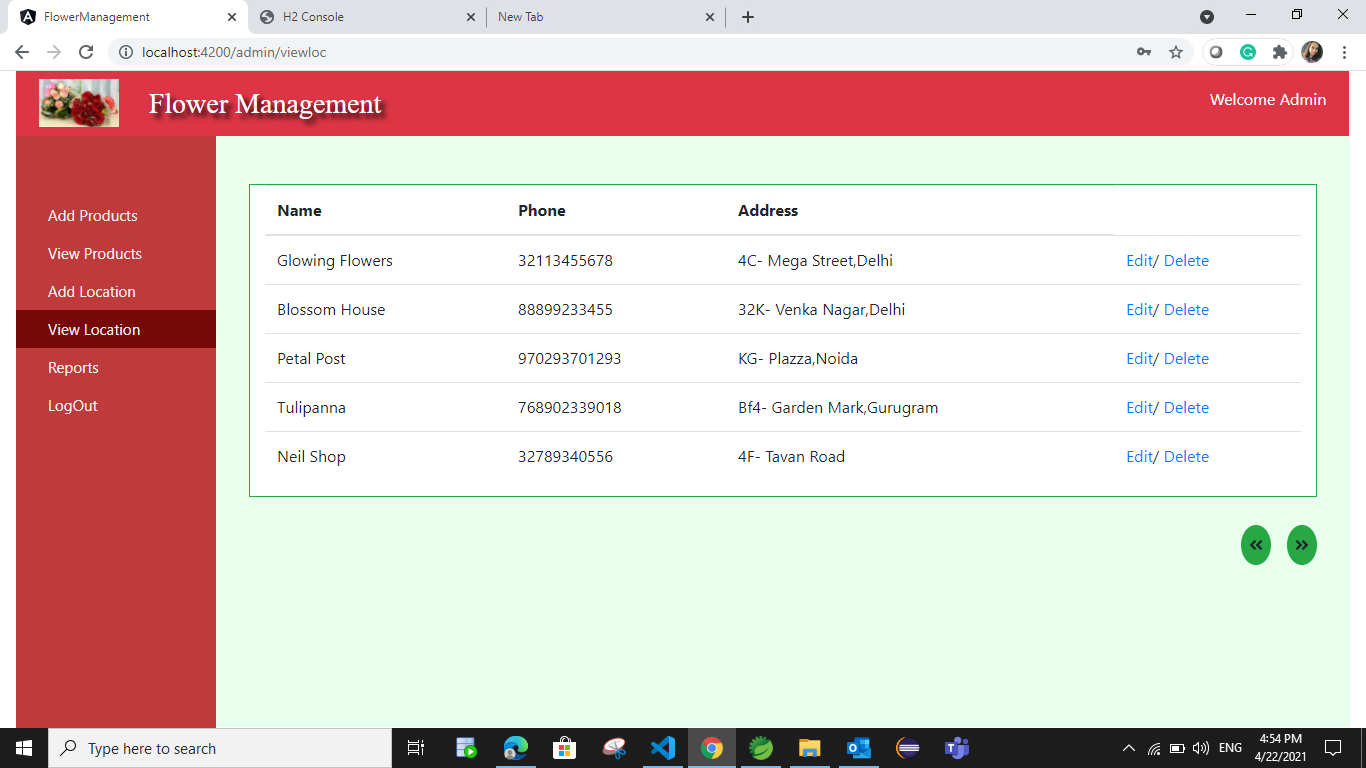 FlowerManagement
H2 Console
New Tab
localhost:4200/admin/viewloc
Flower Management
Welcome Admin
Add Products
View Products
Add Location
View Location
Reports
LogOut
Name Phone Address
Glowing Flowers 32113455678 4C- Mega Street,Delhi Edit/ Delete
Blossom House 88899233455 32K- Venka Nagar,Delhi Edit/ Delete
Petal Post 970293701293 KG- Plazza,Noida Edit/ Delete
Tulipanna 768902339018 Bf4- Garden Mark,Gurugram Edit/ Delete
Neil Shop 32789340556 4F- Tavan Road Edit/ Delete
Type here to search
ENG
4:54 PM
4/22/2021